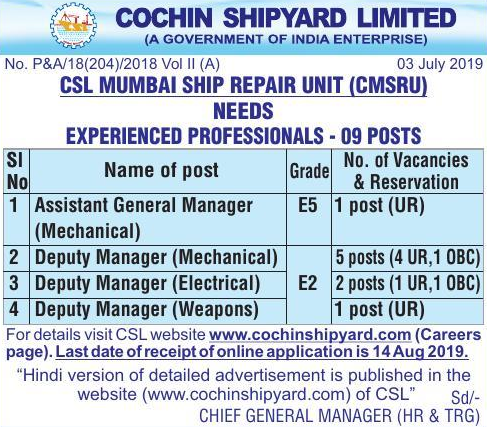 COCHIN SHIPYARD LIMITED
(A GOVERNMENT OF INDIA ENTERPRISE)
No. P&A/18(204)/2018 Vol II (A) 03 July 2019
CSL MUMBAI SHIP REPAIR UNIT (CMSRU)
NEEDS
EXPERIENCED PROFESSIONALS - 09 POSTS
Sl No Name of post Grade No. of Vacancies & Reservation
1 Assistant General Manager (Mechanical) E5 1 post (UR)
2 Deputy Manager (Mechanical) E2 5 posts (4 UR,1 OBC)
3 Deputy Manager (Electrical) 2 posts (1 UR,1 OBC)
4 Deputy Manager (Weapons) 1 post (UR)
For details visit CSL website www.cochinshipyard.com (Careers
page). Last date of receipt of online application is 14 Aug 2019.
“Hindi version of detailed advertisement is published in the
website (www.cochinshipyard.com) of CSL”
Sd/-
CHIEF GENERAL MANAGER (HR & TRG)